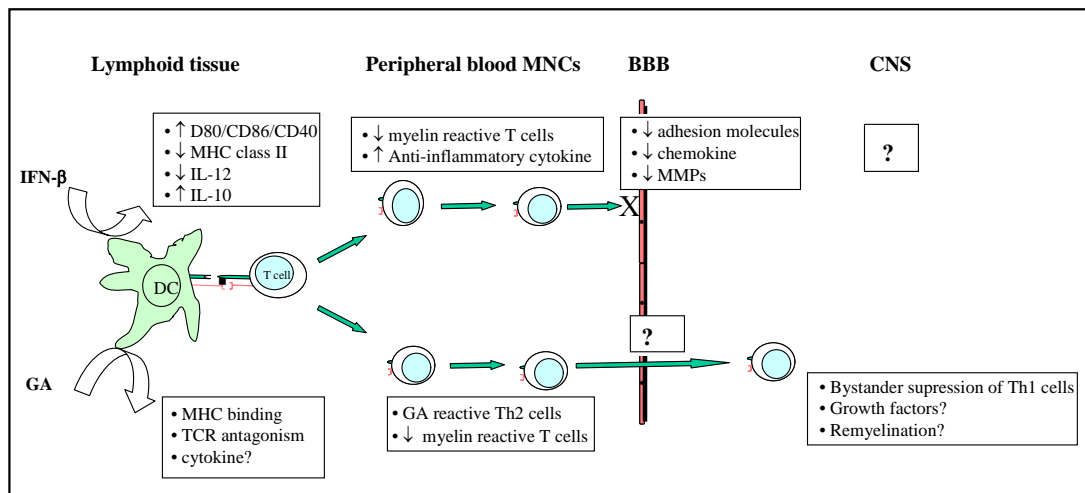 Lymphoid tissue
Peripheral blood MNCs
BBB
CNS
IFN-β
• ↑ D80/CD86/CD40
• ↓ MHC class II
• ↓ IL-12
• ↑ IL-10
• ↓ myelin reactive T cells
• ↑ Anti-inflammatory cytokine
• ↓ adhesion molecules
• ↓ chemokine
• ↓ MMPs
?
X
DC
T cell
?
GA
• MHC binding
• TCR antagonism
• cytokine?
• GA reactive Th2 cells
• ↓ myelin reactive T cells
• Bystander supression of Th1 cells
• Growth factors?
• Remyelination?